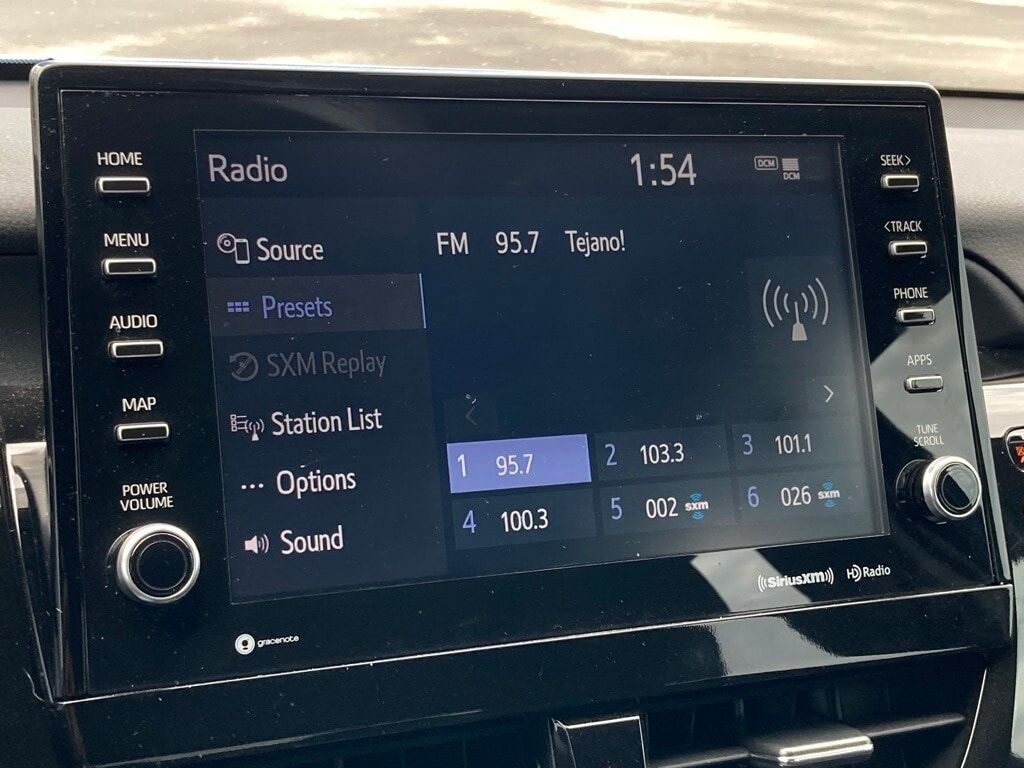 HOME
MENU
AUDIO
MAP
POWER
VOLUME
Radio
1:54
DCM
DCM
Source
Presets
SXM Replay
Station List
Options
Sound
FM 95.7 Tejano!
1 95.7
2 103.3
3 101.1
4 100.3
5 002 sxm
6 026 sxm
SEEK>
<TRACK
PHONE
APPS
TUNE
SCROLL
gracenote
((SiriusXM))
HD Radio